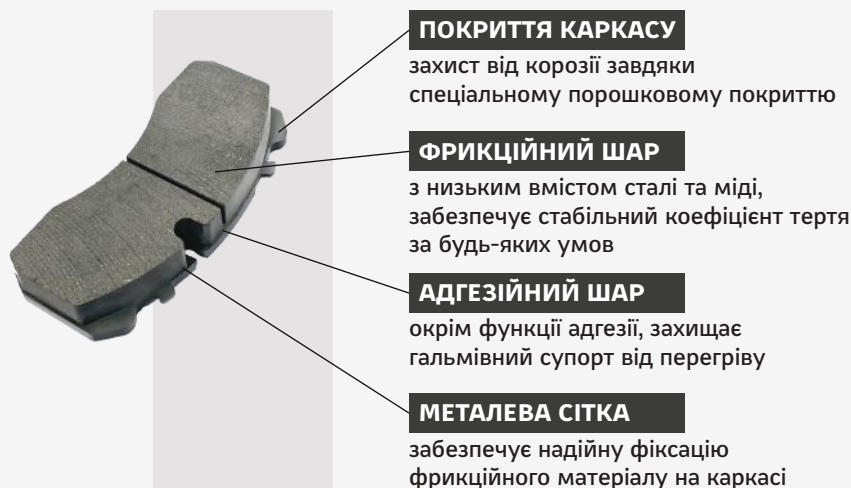 ПОКРИТТЯ КАРКАСУ
захист від корозії завдяки
спеціальному порошковому покриттю
ФРИКЦІЙНИЙ ШАР
з низьким вмістом сталі та міді,
забезпечує стабільний коефіцієнт тертя
за будь-яких умов
АДГЕЗІЙНИЙ ШАР
окрім функції адгезії, захищає
гальмівний супорт від перегріву
МЕТАЛЕВА СІТКА
забезпечує надійну фіксацію
фрикційного матеріалу на каркасі